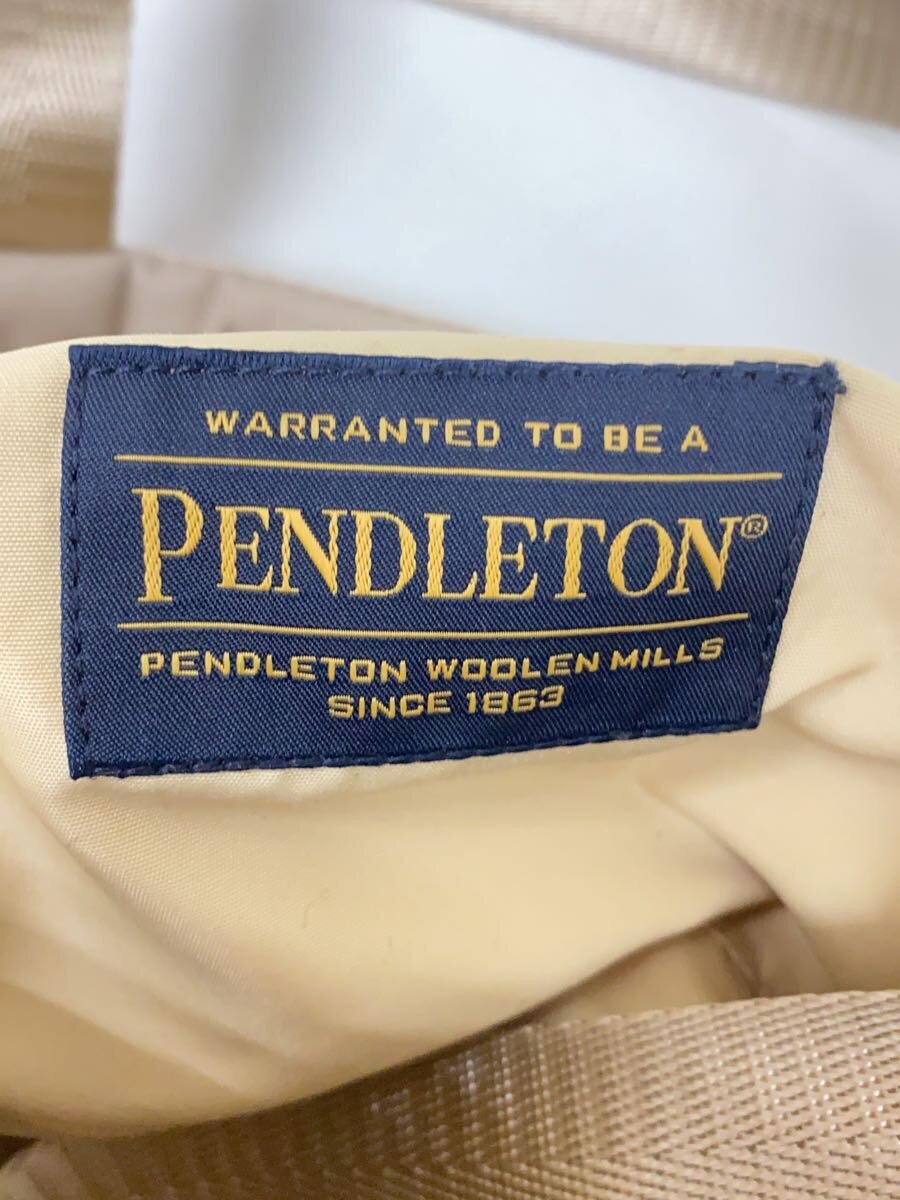 WARRANTED TO BE A
PENDLETON®
PENDLETON WOOLEN MILLS
SINCE 1863